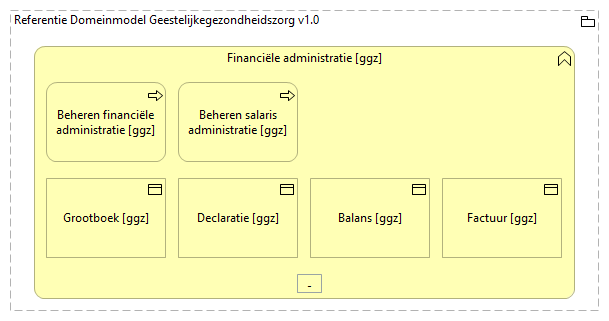 Referentie Domeinmodel Geestelijkegezondheidszorg v1.0
Financiële administratie [ggz]
Beheren financiële
administratie [ggz]
Beheren salaris
administratie [ggz]
Grootboek [ggz]
Declaratie [ggz]
Balans [ggz]
Factuur [ggz]
-